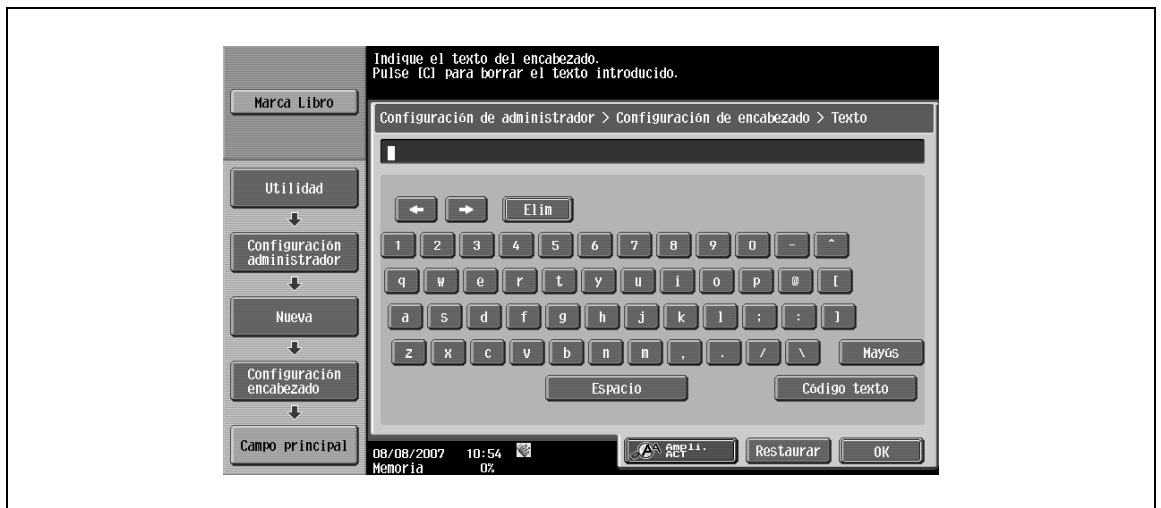 Indique el texto del encabezado.
Pulse [C] para borrar el texto introducido.
Marca Libro
Configuración de administrador > Configuración de encabezado > Texto
Utilidad
Configuración
administrador
Nueva
Configuración
encabezado
Campo principal
Elim
1 2 3 4 5 6 7 8 9 0 - ^
q w e r t y u i o p @ [
a s d f g h j k l ; : ]
z x c v b n m , . / \ Mayús
Espacio Código texto
Ampli.
ACT
Restaurar OK
08/08/2007 10:54
Memoria 0%